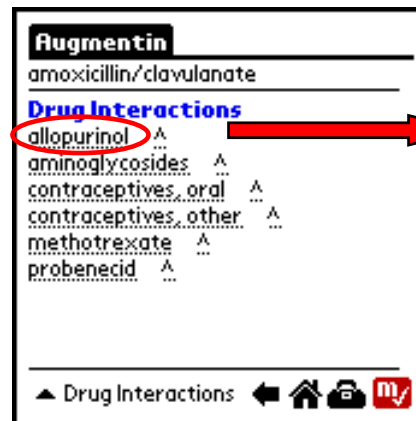 Augmentin
amoxicillin/clavulanate
Drug Interactions
allopurinol ^
aminoglycosides ^
contraceptives, oral ^
contraceptives, other ^
methotrexate ^
probenecid ^
▲ Drug Interactions
m